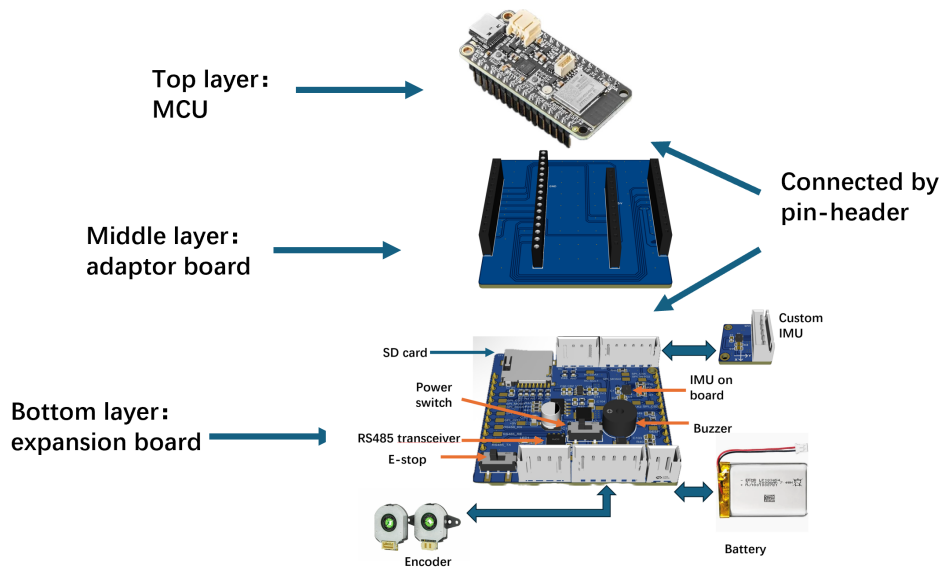 Top layer：
MCU
Connected by
pin-header
Middle layer：
adaptor board
Custom
IMU
SD card
Power
switch
IMU on
board
Bottom layer：
expansion board
Buzzer
RS485 transceiver
E-stop
Encoder
Battery